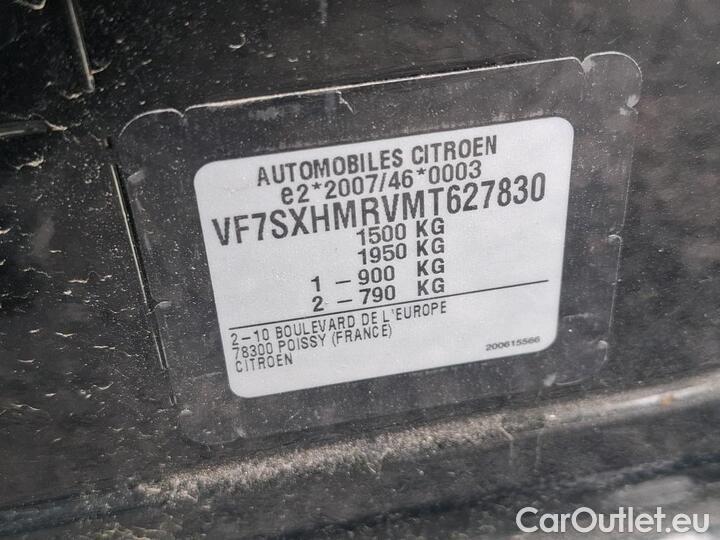 AUTOMOBILES CITROEN
e2*2007/46*0003
VF7SXHMRVMT627830
1500 KG
1950 KG
1 - 900 KG
2 - 790 KG
2-10 BOULEVARD DE L'EUROPE
78300 POISSY (FRANCE)
CITROEN
200615566
CarOutlet.eu